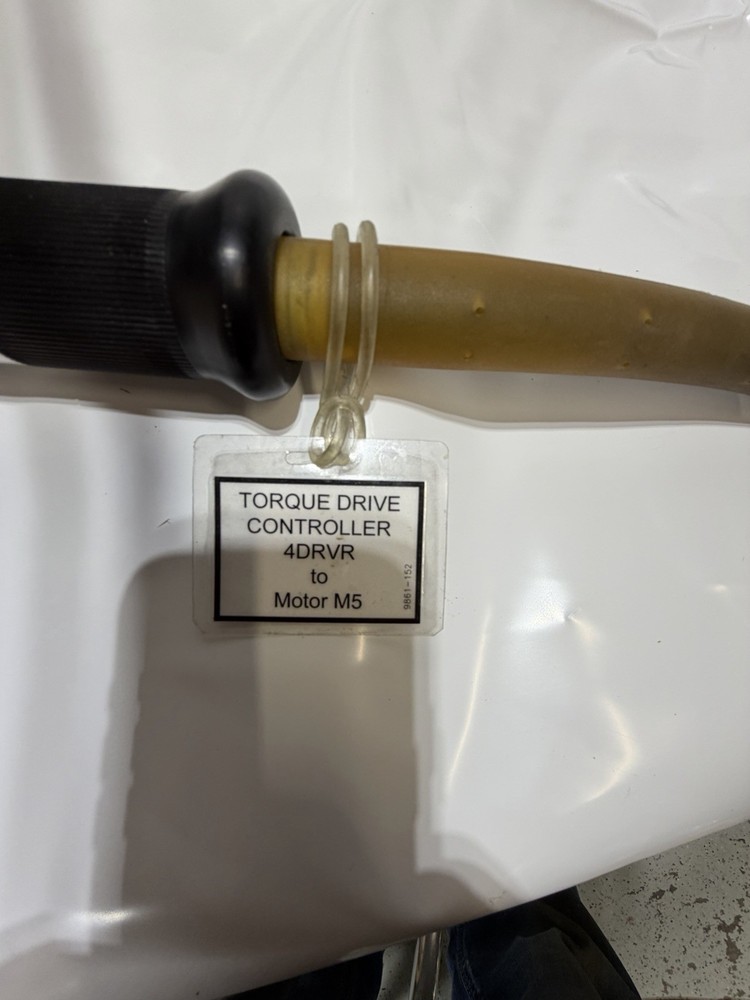 TORQUE DRIVE
CONTROLLER
4DRVR
to
Motor M5
9861-152